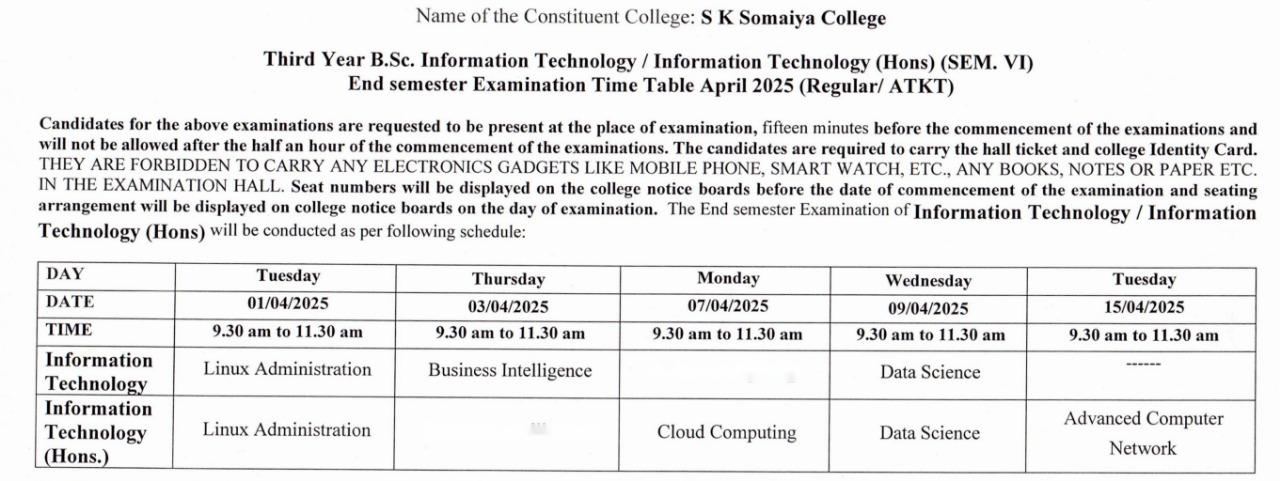 Name of the Constituent College: S K Somaiya College
Third Year B.Sc. Information Technology / Information Technology (Hons) (SEM. VI)
End semester Examination Time Table April 2025 (Regular/ ATKT)
Candidates for the above examinations are requested to be present at the place of examination, fifteen minutes before the commencement of the examinations and
will not be allowed after the half an hour of the commencement of the examinations. The candidates are required to carry the hall ticket and college Identity Card.
THEY ARE FORBIDDEN TO CARRY ANY ELECTRONICS GADGETS LIKE MOBILE PHONE, SMART WATCH, ETC., ANY BOOKS, NOTES OR PAPER ETC.
IN THE EXAMINATION HALL. Seat numbers will be displayed on the college notice boards before the date of commencement of the examination and seating
arrangement will be displayed on college notice boards on the day of examination. The End semester Examination of Information Technology / Information
Technology (Hons) will be conducted as per following schedule:
DAY Tuesday Thursday Monday Wednesday Tuesday
DATE 01/04/2025 03/04/2025 07/04/2025 09/04/2025 15/04/2025
TIME 9.30 am to 11.30 am 9.30 am to 11.30 am 9.30 am to 11.30 am 9.30 am to 11.30 am 9.30 am to 11.30 am
Information
Technology Linux Administration Business Intelligence Data Science ------
Information
Technology
(Hons.) Linux Administration Cloud Computing Data Science Advanced Computer
Network